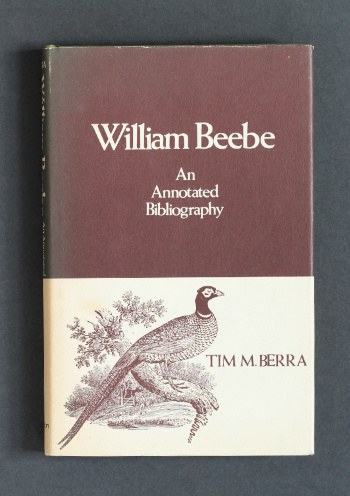 William Beebe
An
Annotated
Bibliography
TIM M. BERRA